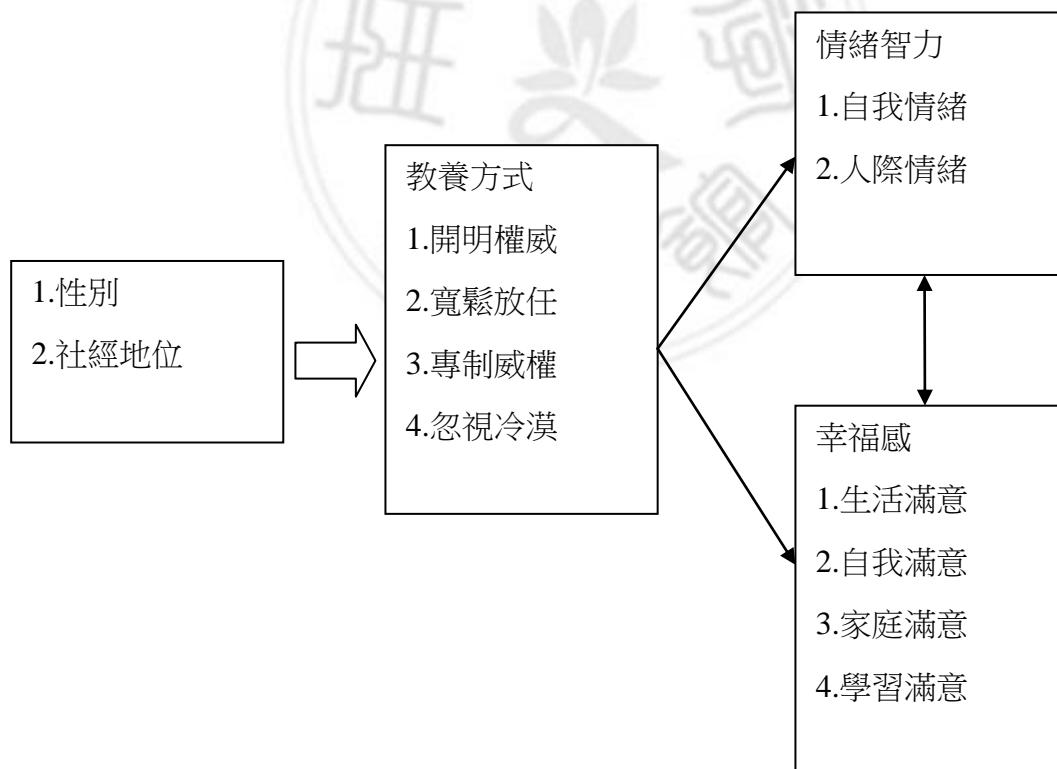 1.性別
2.社經地位
教養方式
1.開明權威
2.寬鬆放任
3.專制威權
4.忽視冷漠
情緒智力
1.自我情緒
2.人際情緒
幸福感
1.生活滿意
2.自我滿意
3.家庭滿意
4.學習滿意